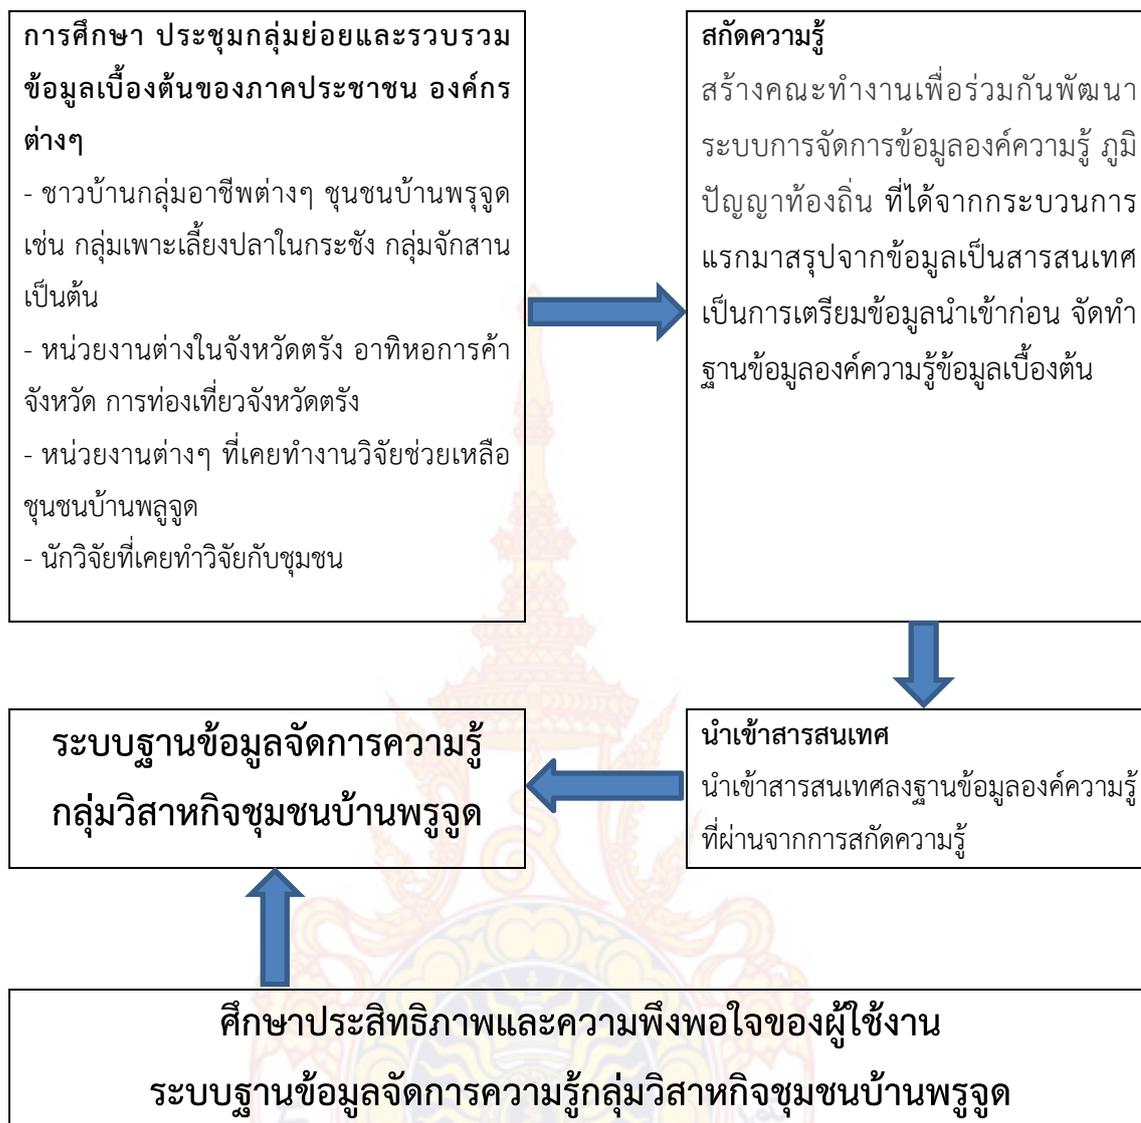 การศึกษา ประชุมกลุ่มย่อยและรวบรวม
ข้อมูลเบื้องต้นของภาคประชาชน องค์กร
ต่างๆ
- ชาวบ้านกลุ่มอาชีพต่างๆ ชุนชนบ้านพรุจูด
เช่น กลุ่มเพาะเลี้ยงปลาในกระชัง กลุ่มจักสาน
เป็นต้น
- หน่วยงานต่างในจังหวัดตรัง อาทิหอการค้า
จังหวัด การท่องเที่ยวจังหวัดตรัง
- หน่วยงานต่างๆ ที่เคยทำงานวิจัยช่วยเหลือ
ชุนชนบ้านพลูจูด
- นักวิจัยที่เคยทำวิจัยกับชุมชน
สกัดความรู้
สร้างคณะทำงานเพื่อร่วมกันพัฒนา
ระบบการจัดการข้อมูลองค์ความรู้ ภูมิ
ปัญญาท้องถิ่น ที่ได้จากกระบวนการ
แรกมาสรุปจากข้อมูลเป็นสารสนเทศ
เป็นการเตรียมข้อมูลนำเข้าก่อน จัดทำ
ฐานข้อมูลองค์ความรู้ข้อมูลเบื้องต้น
นำเข้าสารสนเทศ
นำเข้าสารสนเทศลงฐานข้อมูลองค์ความรู้
ที่ผ่านจากการสกัดความรู้
ระบบฐานข้อมูลจัดการความรู้
กลุ่มวิสาหกิจชุมชนบ้านพรูจูด
ศึกษาประสิทธิภาพและความพึงพอใจของผู้ใช้งาน
ระบบฐานข้อมูลจัดการความรู้กลุ่มวิสาหกิจชุมชนบ้านพรูจูด